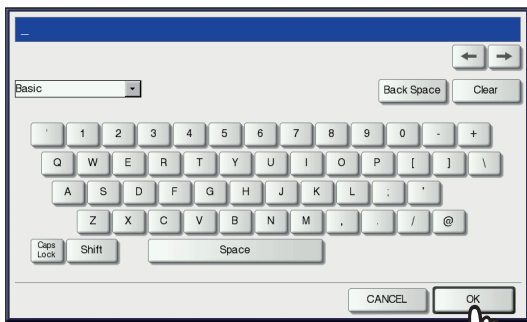 _
Basic
Back Space Clear
` 1 2 3 4 5 6 7 8 9 0 - +
Q W E R T Y U I O P [ ] \
A S D F G H J K L ; '
Z X C V B N M , . / @
Caps Lock Shift Space
CANCEL OK